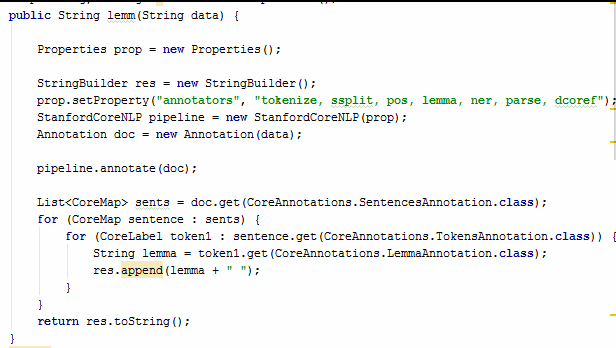 public String lemm(String data) {
Properties prop = new Properties();
StringBuilder res = new StringBuilder();
prop.setProperty("annotators", "tokenize, ssplit, pos, lemma, ner, parse, dcoref");
StanfordCoreNLP pipeline = new StanfordCoreNLP(prop);
Annotation doc = new Annotation(data);
pipeline.annotate(doc);
List<CoreMap> sents = doc.get(CoreAnnotations.SentencesAnnotation.class);
for (CoreMap sentence : sents) {
for (CoreLabel token1 : sentence.get(CoreAnnotations.TokensAnnotation.class)) {
String lemma = token1.get(CoreAnnotations.LemmaAnnotation.class);
res.append(lemma + " ");
}
}
return res.toString();
}